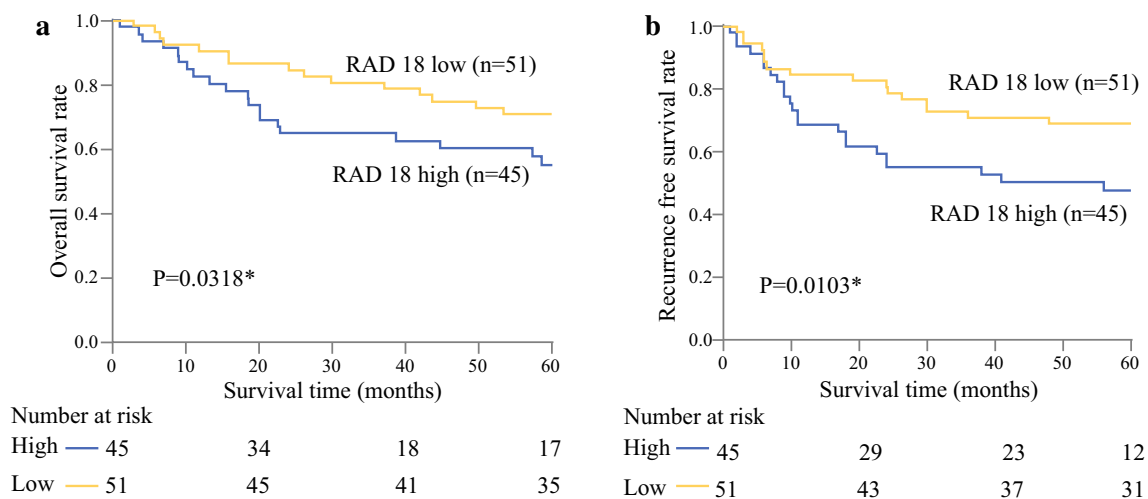 a
Overall survival rate
1.0
0.8
0.6
0.4
0.2
0.0
RAD 18 low (n=51)
RAD 18 high (n=45)
P=0.0318*
0 10 20 30 40 50 60
Survival time (months)
Number at risk
High 45 34 18 17
Low 51 45 41 35
b
Recurrence free survival rate
1.0
0.8
0.6
0.4
0.2
0.0
RAD 18 low (n=51)
RAD 18 high (n=45)
P=0.0103*
0 10 20 30 40 50 60
Survival time (months)
Number at risk
High 45 29 23 12
Low 51 43 37 31